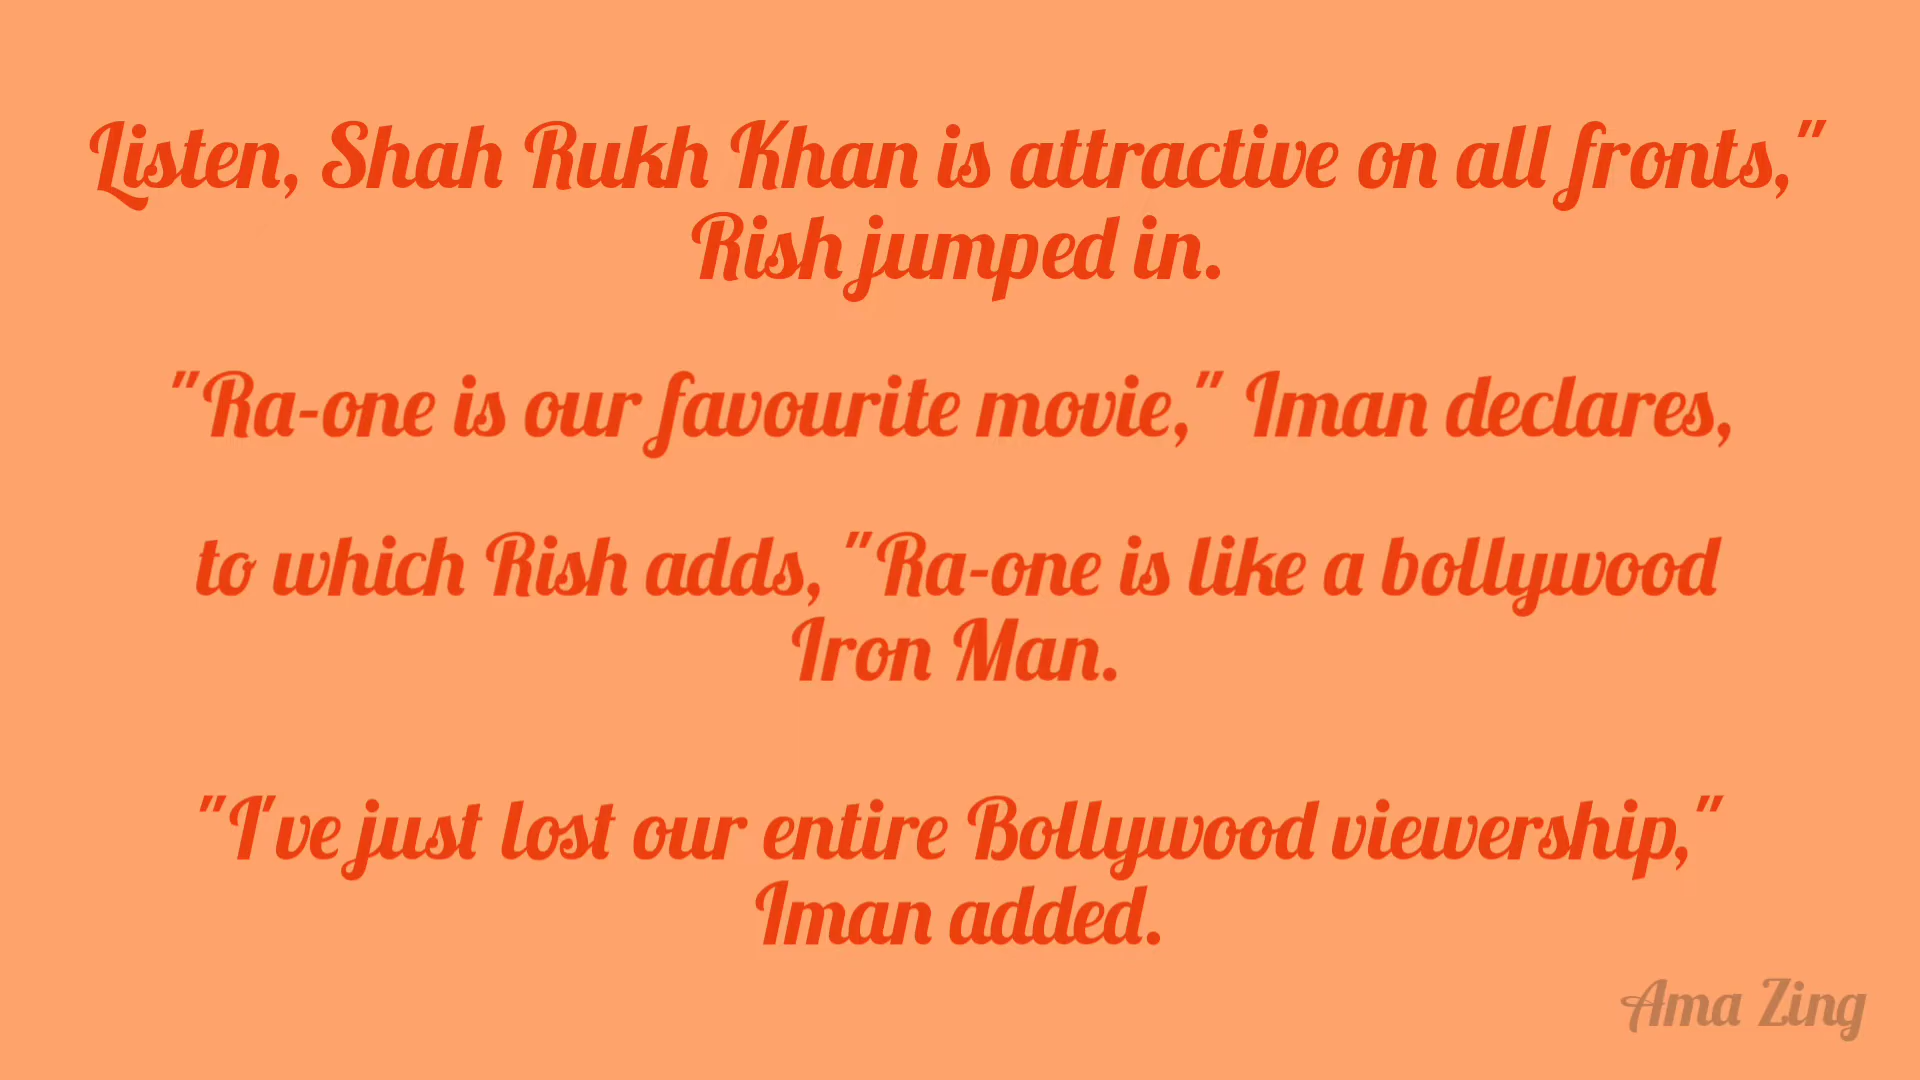 Listen, Shah Rukh Khan is attractive on all fronts,"
Rish jumped in.
"Ra-one is our favourite movie," Iman declares,
to which Rish adds, "Ra-one is like a bollywood
Iron Man.
"I've just lost our entire Bollywood viewership,"
Iman added.
Ama Zing